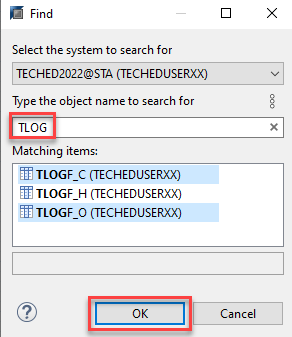 Find
Select the system to search for
TECHED2022@STA (TECHEDUSERXX)
Type the object name to search for
TLOG
Matching items:
TLOGF_C (TECHEDUSERXX)
TLOGF_H (TECHEDUSERXX)
TLOGF_O (TECHEDUSERXX)
OK Cancel